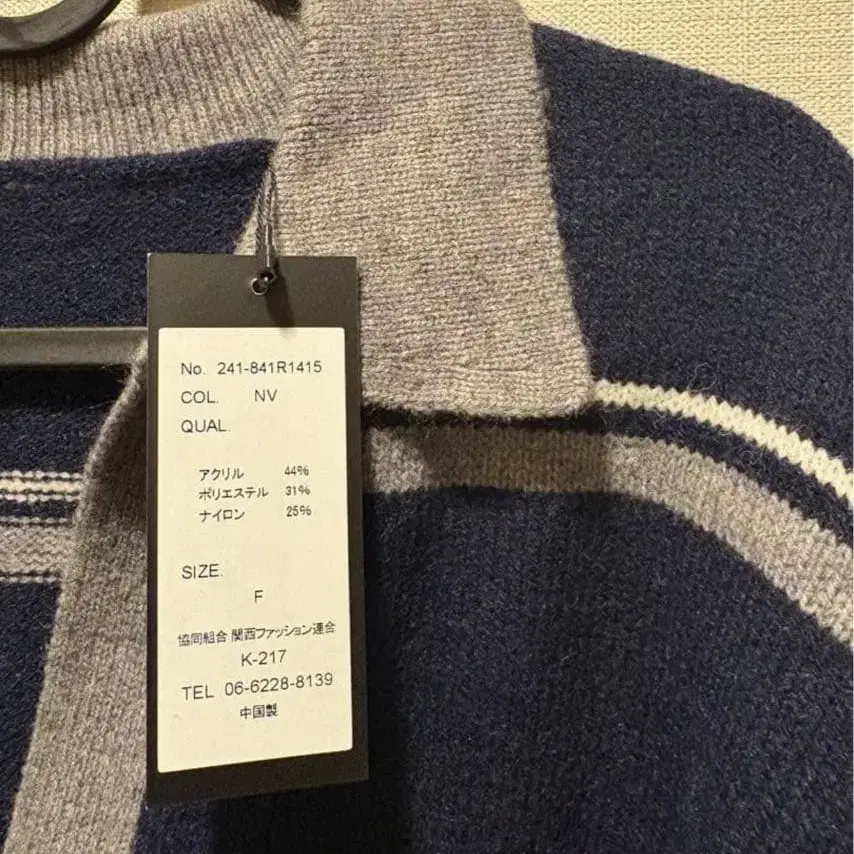 No. 241-841R1415
COL. NV
QUAL.
アクリル 44%
ポリエステル 31%
ナイロン 25%
SIZE.
F
協同組合 関西ファッション連合
K-217
TEL 06-6228-8139
中国製